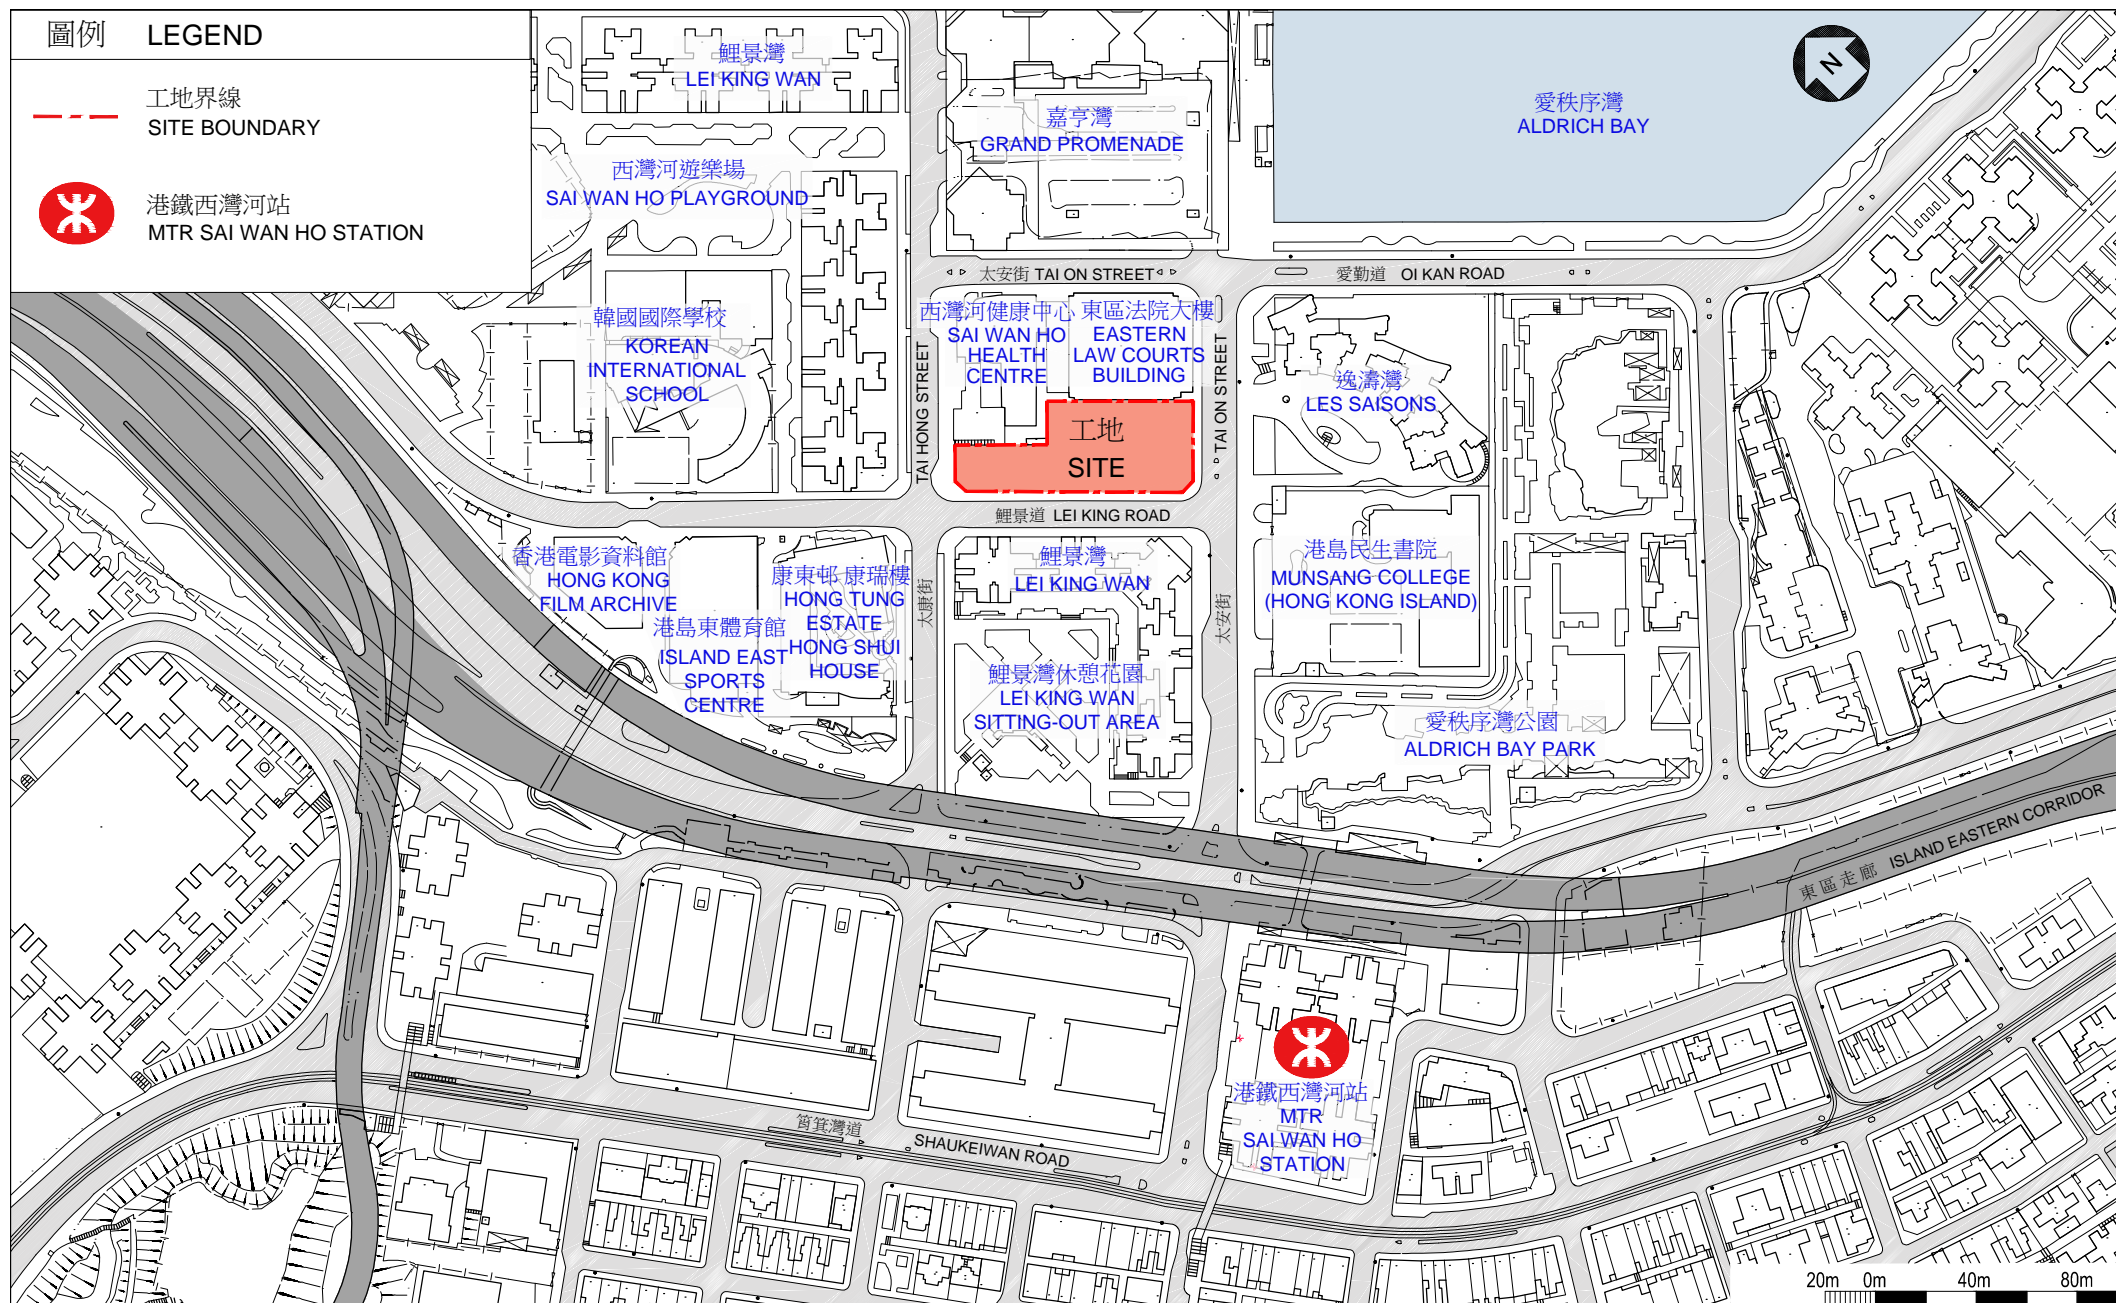 圖例 LEGEND
工地界線
SITE BOUNDARY
港鐵西灣河站
MTR SAI WAN HO STATION
鯉景灣
LEI KING WAN
嘉亨灣
GRAND PROMENADE
愛秩序灣
ALDRICH BAY
N
西灣河遊樂場
SAI WAN HO PLAYGROUND
太安街 TAI ON STREET
愛勤道 OI KAN ROAD
韓國國際學校
KOREAN
INTERNATIONAL
SCHOOL
TAI HONG STREET
西灣河健康中心
SAI WAN HO
HEALTH
CENTRE
東區法院大樓
EASTERN
LAW COURTS
BUILDING
TAI ON STREET
逸濤灣
LES SAISONS
工地
SITE
鯉景道 LEI KING ROAD
香港電影資料館
HONG KONG
FILM ARCHIVE
港島東體育館
ISLAND EAST
SPORTS
CENTRE
康東邨 康瑞樓
HONG TUNG
ESTATE
HONG SHUI
HOUSE
太康街
鯉景灣
LEI KING WAN
鯉景灣休憩花園
LEI KING WAN
SITTING-OUT AREA
太安街
港島民生書院
MUNSANG COLLEGE
(HONG KONG ISLAND)
愛秩序灣公園
ALDRICH BAY PARK
東區走廊 ISLAND EASTERN CORRIDOR
筲箕灣道 SHAUKEIWAN ROAD
港鐵西灣河站
MTR
SAI WAN HO
STATION
20m 0m 40m 80m